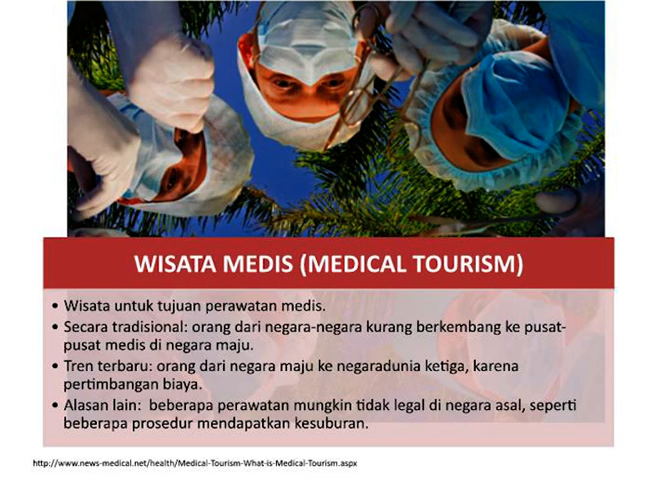 WISATA MEDIS (MEDICAL TOURISM)
• Wisata untuk tujuan perawatan medis.
• Secara tradisional: orang dari negara-negara kurang berkembang ke pusat-
pusat medis di negara maju.
• Tren terbaru: orang dari negara maju ke negaradunia ketiga, karena
pertimbangan biaya.
• Alasan lain: beberapa perawatan mungkin tidak legal di negara asal, seperti
beberapa prosedur mendapatkan kesuburan.
http://www.news-medical.net/health/Medical-Tourism-What-is-Medical-Tourism.aspx